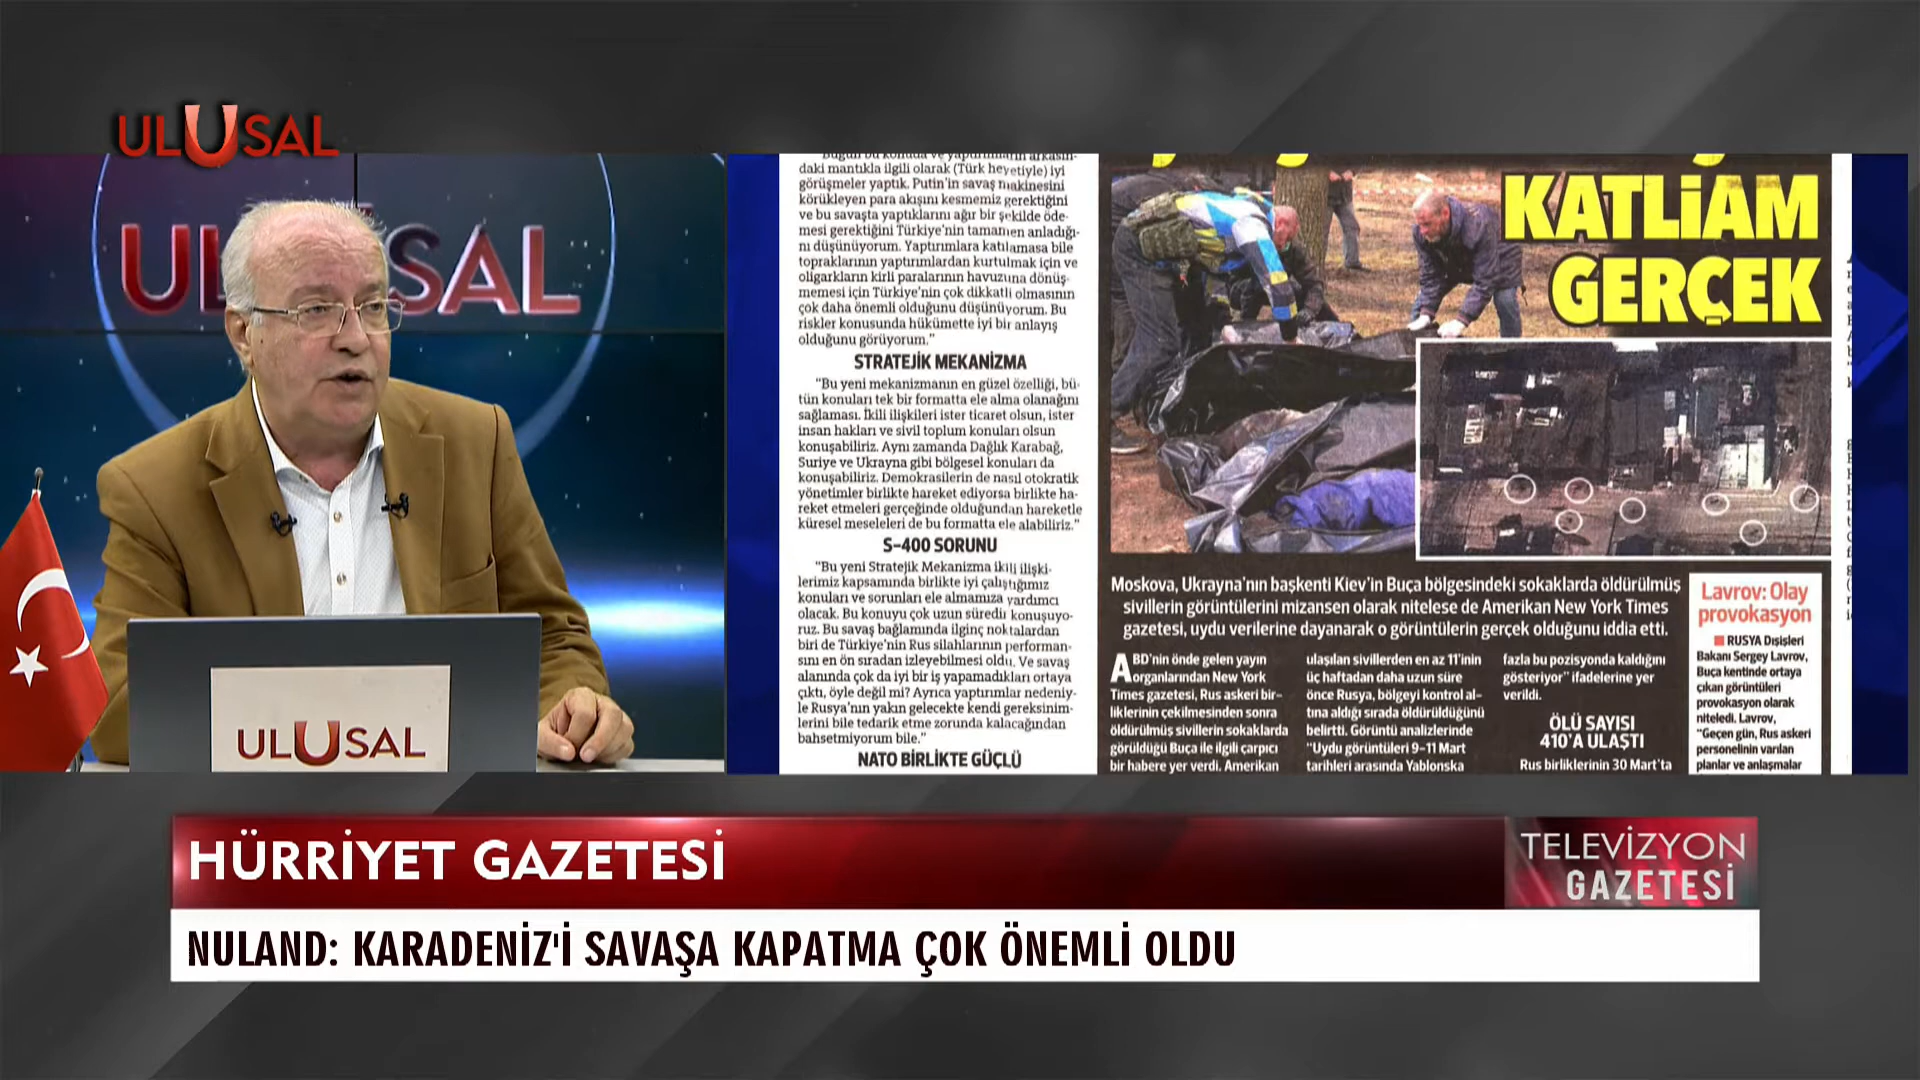 ULUSAL
ULUSAL
ULUSAL
Bugün bu konuda ve yaptırımların arkasın-
daki mantıkla ilgili olarak (Türk heyetiyle) iyi
görüşmeler yaptık. Putin'in savaş makinesini
körükleyen para akışını kesmemiz gerektiğini
ve bu savaşta yaptıklarını ağır bir şekilde öde-
mesi gerektiğini Türkiye'nin tamamen anladığı-
nı düşünüyorum. Yaptırımlara katılamasa bile
topraklarının yaptırımlardan kurtulmak için ve
oligarkların kirli paralarının havuzuna dönüş-
memesi için Türkiye'nin çok dikkatli olmasının
çok daha önemli olduğunu düşünüyorum. Bu
riskler konusunda hükümette iyi bir anlayış
olduğunu görüyorum."
STRATEJİK MEKANİZMA
"Bu yeni mekanizmanın en güzel özelliği, bü-
tün konuları tek bir formatta ele alma olanağını
sağlaması. İkili ilişkileri ister ticaret olsun, ister
insan hakları ve sivil toplum konuları olsun
konuşabiliriz. Aynı zamanda Dağlık Karabağ,
Suriye ve Ukrayna gibi bölgesel konuları da
konuşabiliriz. Demokrasilerin de nasıl otokratik
yönetimler birlikte hareket ediyorsa birlikte ha-
reket etmeleri gerçeğinde olduğundan hareketle
küresel meseleleri de bu formatta ele alabiliriz."
S-400 SORUNU
"Bu yeni Stratejik Mekanizma ikili ilişki-
lerimiz kapsamında birlikte iyi çalıştığımız
konuları ve sorunları ele almamıza yardımcı
olacak. Bu konuyu çok uzun süredir konuşuyo-
ruz. Bu savaş bağlamında ilginç noktalardan
biri de Türkiye'nin Rus silahlarının performan-
sını en ön sıradan izleyebilmesi oldu. Ve savaş
alanında çok da iyi bir iş yapamadıkları ortaya
çıktı, öyle değil mi? Ayrıca yaptırımlar nedeniy-
le Rusya'nın yakın gelecekte kendi gereksinim-
lerini bile tedarik etme zorunda kalacağından
bahsetmiyorum bile."
NATO BİRLİKTE GÜÇLÜ
KATLİAM
GERÇEK
Moskova, Ukrayna'nın başkenti Kiev'in Buça bölgesindeki sokaklarda öldürülmüş
sivillerin görüntülerini mizansen olarak nitelese de Amerikan New York Times
gazetesi, uydu verilerine dayanarak o görüntülerin gerçek olduğunu iddia etti.
ABD'nin önde gelen yayın
organlarından New York
Times gazetesi, Rus askeri bir-
liklerinin çekilmesinden sonra
öldürülmüş sivillerin sokaklarda
görüldüğü Buça ile ilgili çarpıcı
bir habere yer verdi. Amerikan
ulaşılan sivillerden en az 11'inin
üç haftadan daha uzun süre
önce Rusya, bölgeyi kontrol al-
tına aldığı sırada öldürüldüğünü
belirtti. Görüntü analizlerinde
"Uydu görüntüleri 9-11 Mart
tarihleri arasında Yablonska
fazla bu pozisyonda kaldığını
gösteriyor" ifadelerine yer
verildi.
ÖLÜ SAYISI
410'A ULAŞTI
Rus birliklerinin 30 Mart'ta
Lavrov: Olay
provokasyon
RUSYA Dışişleri
Bakanı Sergey Lavrov,
Buça kentinde ortaya
çıkan görüntüleri
provokasyon olarak
niteledi. Lavrov,
"Geçen gün, Rus askeri
personelinin varılan
planlar ve anlaşmalar
HÜRRİYET GAZETESİ
TELEVİZYON
GAZETESİ
NULAND: KARADENİZ'İ SAVAŞA KAPATMA ÇOK ÖNEMLİ OLDU